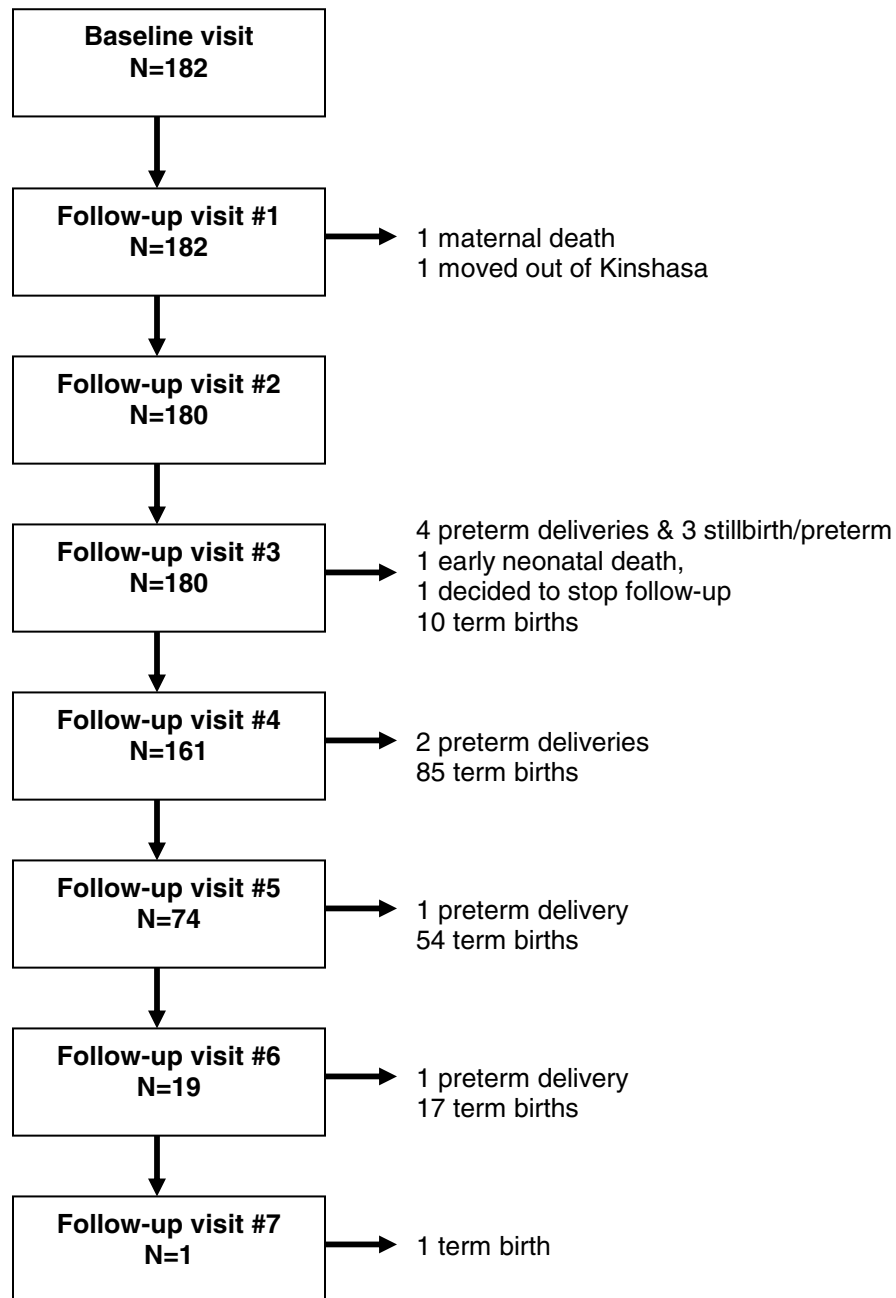 Baseline visit
N=182
Follow-up visit #1
N=182
1 maternal death
1 moved out of Kinshasa
Follow-up visit #2
N=180
Follow-up visit #3
N=180
4 preterm deliveries & 3 stillbirth/preterm
1 early neonatal death,
1 decided to stop follow-up
10 term births
Follow-up visit #4
N=161
2 preterm deliveries
85 term births
Follow-up visit #5
N=74
1 preterm delivery
54 term births
Follow-up visit #6
N=19
1 preterm delivery
17 term births
Follow-up visit #7
N=1
1 term birth